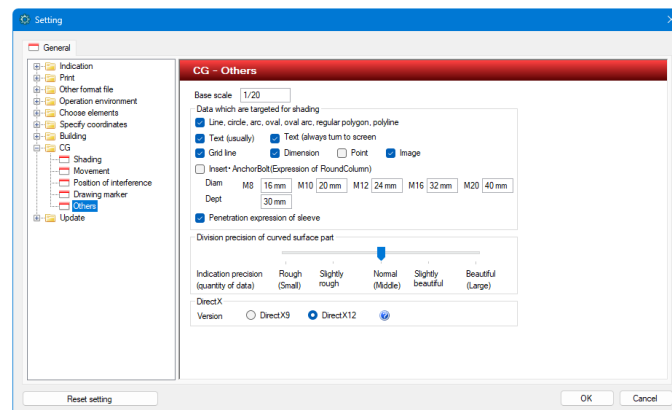 Setting
General
Indication
Print
Other format file
Operation environment
Choose elements
Specify coordinates
Building
CG
Shading
Movement
Position of interference
Drawing marker
Others
Update
CG - Others
Base scale 1/20
Data which are targeted for shading
Line, circle, arc, oval, oval arc, regular polygon, polyline
Text (usually) Text (always turn to screen
Grid line Dimension Point Image
Insert・AnchorBolt(Expression of RoundColumn)
Diam M8 16 mm M10 20 mm M12 24 mm M16 32 mm M20 40 mm
Dept 30 mm
Penetration expression of sleeve
Division precision of curved surface part
Indication precision Rough Slightly Normal Slightly Beautiful
(quantity of data) (Small) rough (Middle) beautiful (Large)
DirectX
Version DirectX9 DirectX12
Reset setting OK Cancel